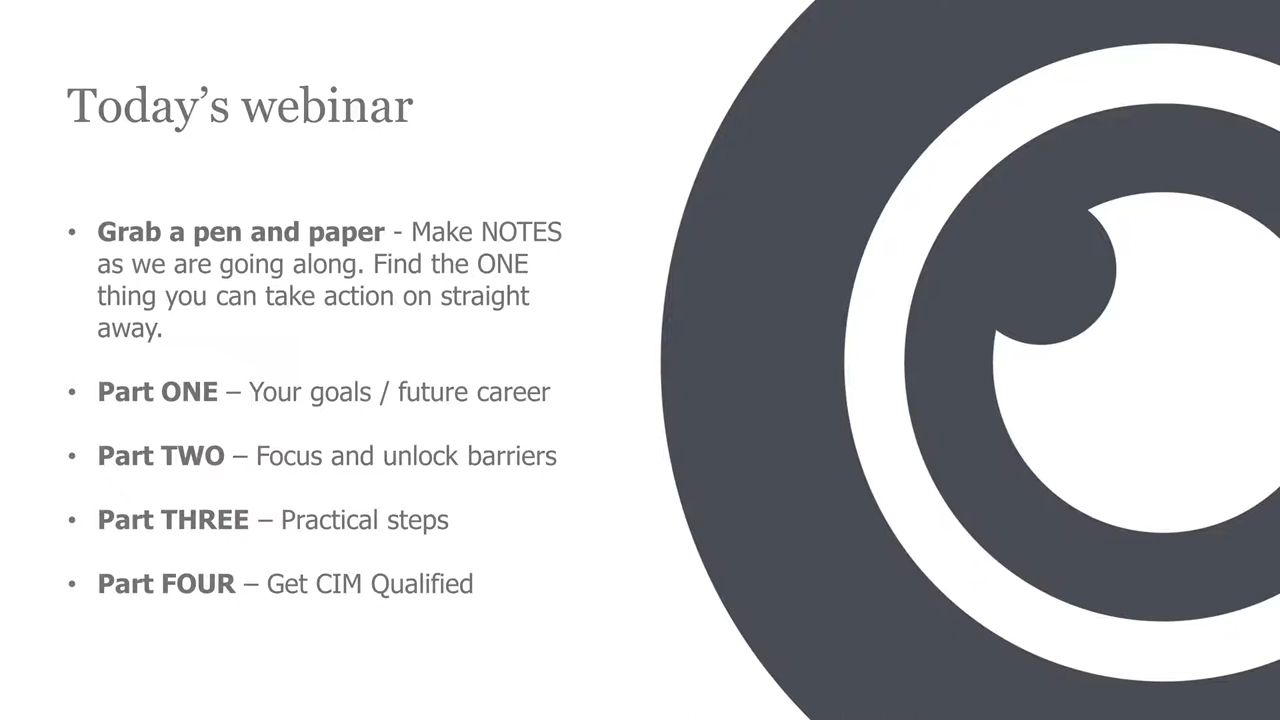 Today’s webinar
• Grab a pen and paper - Make NOTES
as we are going along. Find the ONE
thing you can take action on straight
away.
• Part ONE – Your goals / future career
• Part TWO – Focus and unlock barriers
• Part THREE – Practical steps
• Part FOUR – Get CIM Qualified